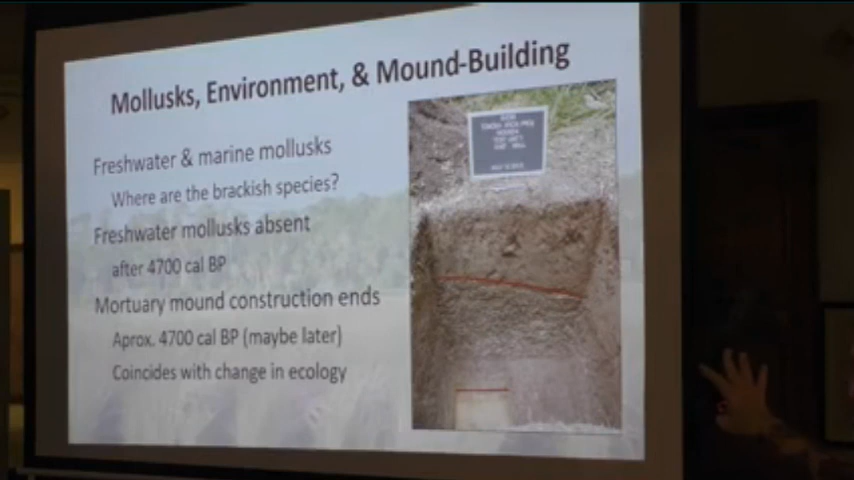 Mollusks, Environment, & Mound-Building
Freshwater & marine mollusks
Where are the brackish species?
Freshwater mollusks absent
after 4700 cal BP
Mortuary mound construction ends
Aprox. 4700 cal BP (maybe later)
Coincides with change in ecology